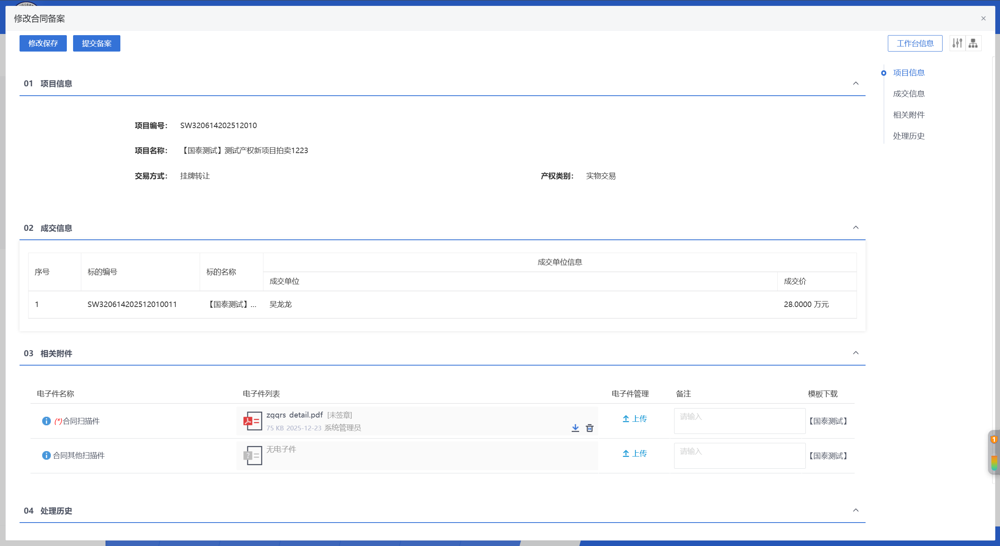 修改合同备案
修改保存
提交备案
工作台信息
01 项目信息
项目编号： SW320614202512010
项目名称： 【国泰测试】测试产权新项目拍卖1223
交易方式： 挂牌转让
产权类别： 实物交易
项目信息
成交信息
相关附件
处理历史
02 成交信息
序号
标的编号
标的名称
成交单位信息
成交单位
成交价
1
SW320614202512010011
【国泰测试】...
吴龙龙
28.0000 万元
03 相关附件
电子件名称
电子件列表
电子件管理
备注
模板下载
(*)合同扫描件
zgqrs_detail.pdf [未签章]
75 KB 2025-12-23 系统管理员
上传
请输入
【国泰测试】
合同其他扫描件
无电子件
上传
请输入
【国泰测试】
1
04 处理历史